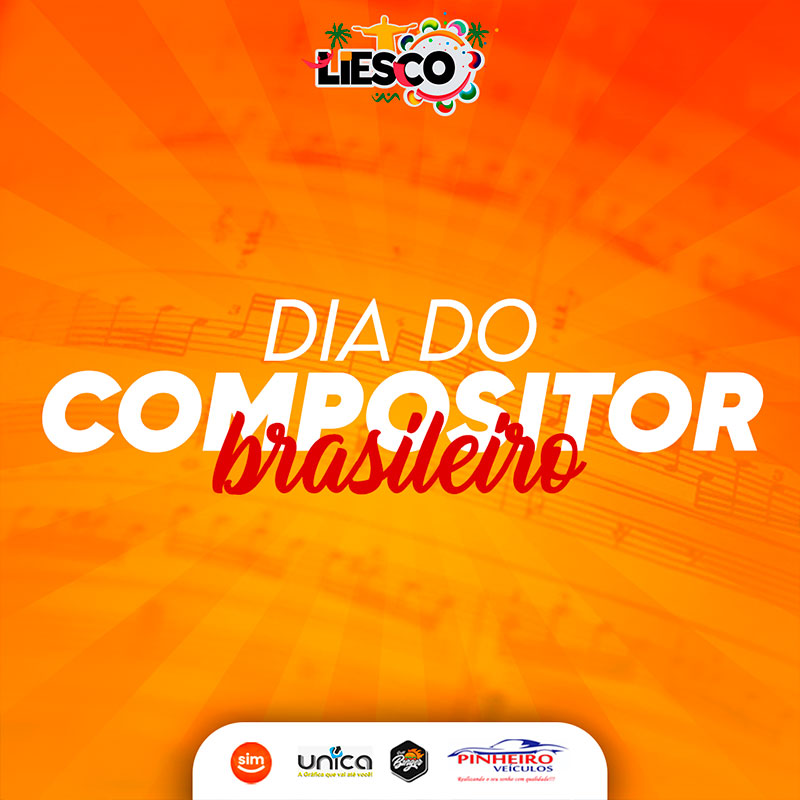 LIESCO
DIA DO
COMPOSITOR
brasileiro
sim
unica
A Gráfica que vai até você!
Burger
PINHEIRO
VEÍCULOS
Realizando o seu sonho com qualidade!!!